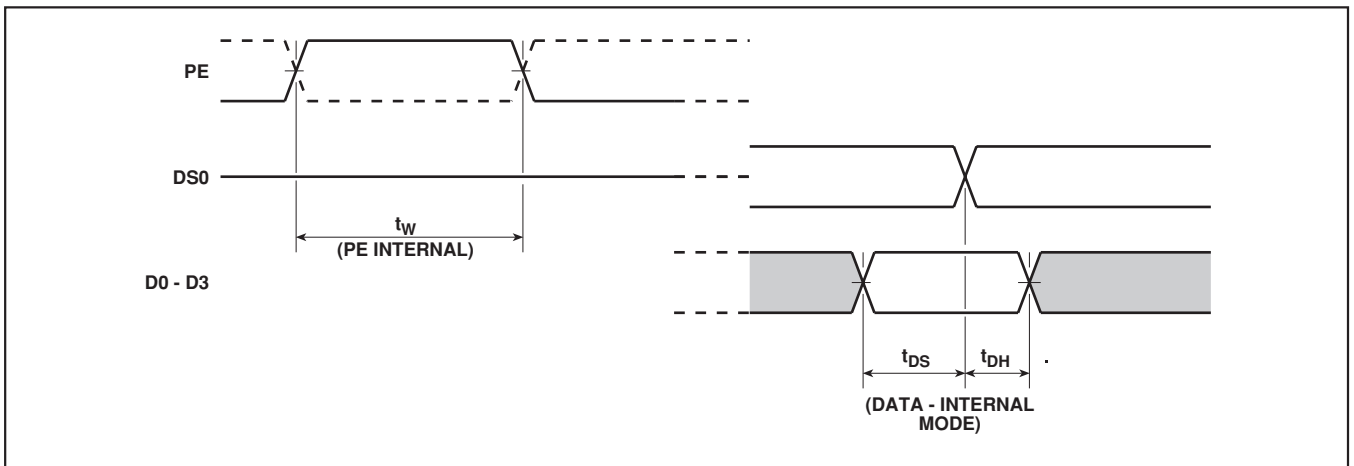 PE
DS0
tW
(PE INTERNAL)
D0 - D3
tDS
tDH
.
(DATA - INTERNAL
MODE)